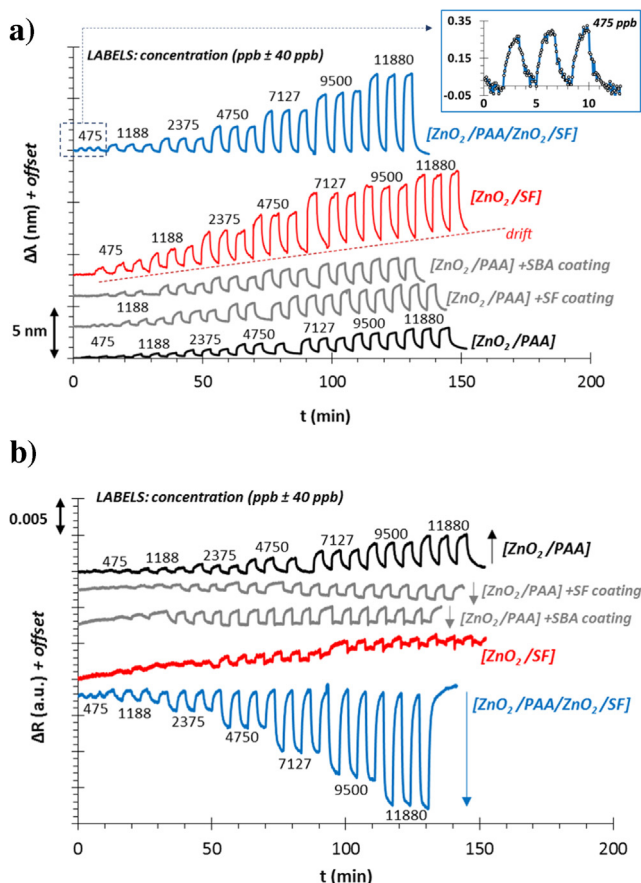 a)
LABELS: concentration (ppb ± 40 ppb)
0.35
0.15
-0.05
0 5 10
475 ppb
475
1188
2375
4750
7127
9500
11880
[ZnO2/PAA/ZnO2/SF]
475
1188
2375
4750
7127
9500
11880
[ZnO2/SF]
drift
[ZnO2/PAA] +SBA coating
1188
[ZnO2/PAA] +SF coating
475
1188
2375
4750
7127
9500
11880
[ZnO2/PAA]
5 nm
Δλ (nm) + offset
0 50 100 150 200
t (min)
b)
LABELS: concentration (ppb ± 40 ppb)
0.005
475
1188
2375
4750
7127
9500
11880
[ZnO2/PAA]
[ZnO2/PAA] +SF coating
[ZnO2/PAA] +SBA coating
[ZnO2/SF]
[ZnO2/PAA/ZnO2/SF]
475
1188
2375
4750
7127
9500
11880
ΔR (a.u.) + offset
0 50 100 150 200
t (min)